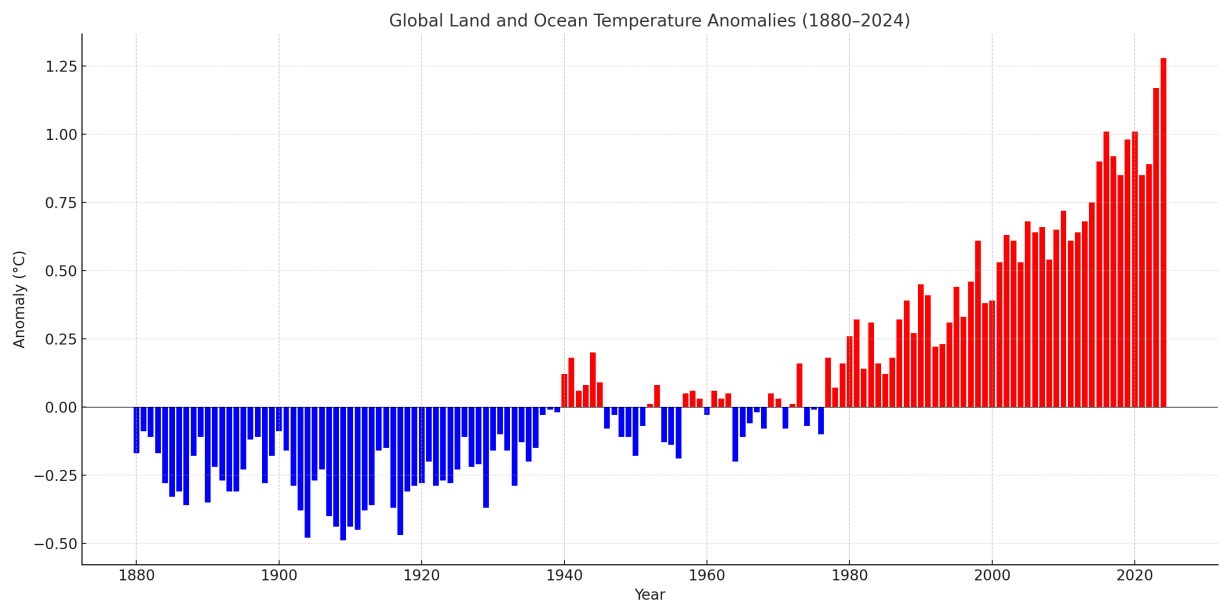 Global Land and Ocean Temperature Anomalies (1880–2024)
1.25
1.00
0.75
0.50
0.25
0.00
−0.25
−0.50
Anomaly (°C)
1880 1900 1920 1940 1960 1980 2000 2020
Year